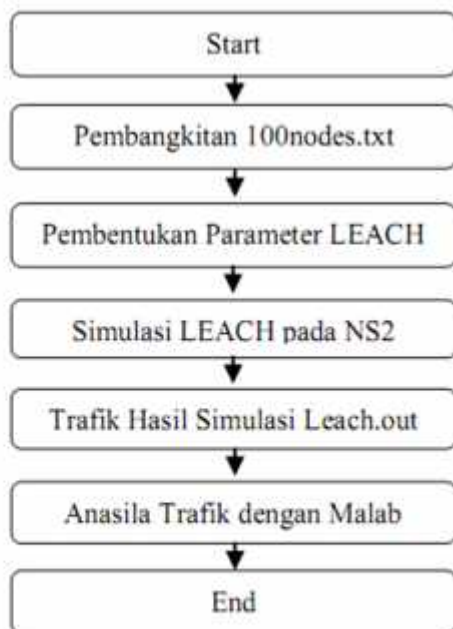 Start
Pembangkitan 100nodes.txt
Pembentukan Parameter LEACH
Simulasi LEACH pada NS2
Trafik Hasil Simulasi Leach.out
Anasila Trafik dengan Malab
End